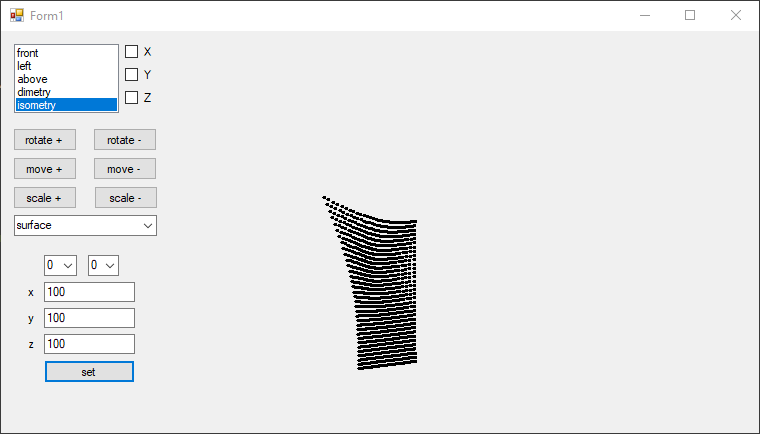 Form1
front
left
above
dimetry
isometry
X
Y
Z
rotate + rotate -
move + move -
scale + scale -
surface
0 0
x 100
y 100
z 100
set